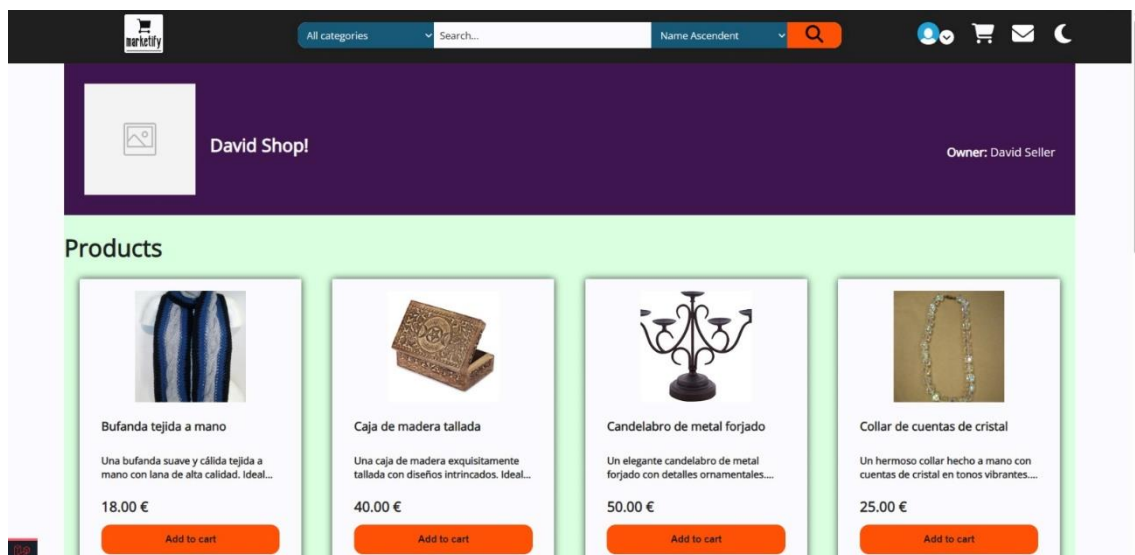 marketify
All categories
Search...
Name Ascendent
David Shop!
Owner: David Seller
Products
Bufanda tejida a mano
Una bufanda suave y cálida tejida a
mano con lana de alta calidad. Ideal...
18.00 €
Add to cart
Caja de madera tallada
Una caja de madera exquisitamente
tallada con diseños intrincados. Ideal...
40.00 €
Add to cart
Candelabro de metal forjado
Un elegante candelabro de metal
forjado con detalles ornamentales....
50.00 €
Add to cart
Collar de cuentas de cristal
Un hermoso collar hecho a mano con
cuentas de cristal en tonos vibrantes....
25.00 €
Add to cart